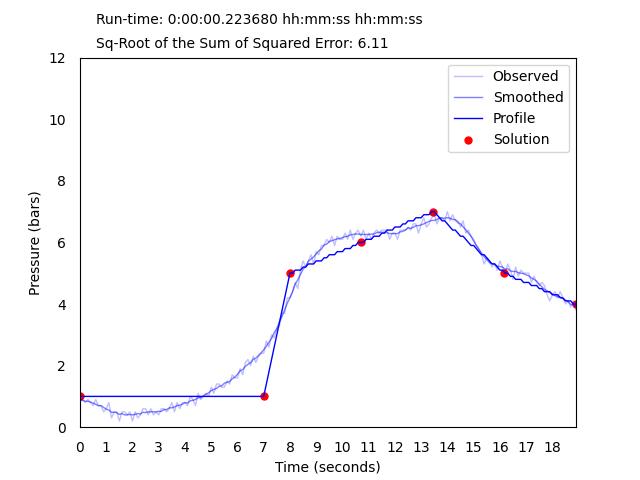 Run-time: 0:00:00.223680 hh:mm:ss hh:mm:ss
Sq-Root of the Sum of Squared Error: 6.11
12
10
8
6
4
2
0
Pressure (bars)
Observed
Smoothed
Profile
Solution
0 1 2 3 4 5 6 7 8 9 10 11 12 13 14 15 16 17 18
Time (seconds)